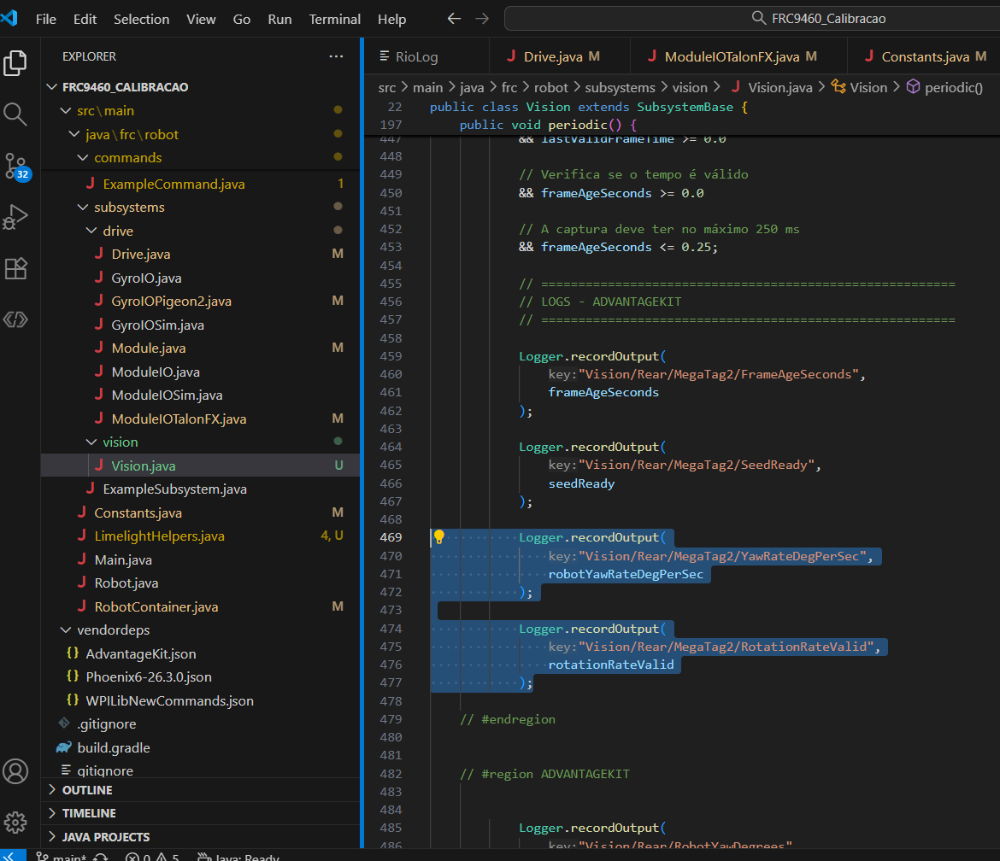 File Edit Selection View Go Run Terminal Help
FRC9460_Calibracao
EXPLORER
FRC9460_CALIBRACAO
src\main
java\frc\robot
commands
ExampleCommand.java 1
subsystems
drive
Drive.java M
GyroIO.java
GyroIOPigeon2.java M
GyroIOSim.java
Module.java M
ModuleIO.java
ModuleIOSim.java
ModuleIOTalonFX.java M
vision
Vision.java U
ExampleSubsystem.java
Constants.java M
LimelightHelpers.java 4, U
Main.java
Robot.java
RobotContainer.java M
vendordeps
{} AdvantageKit.json
{} Phoenix6-26.3.0.json
{} WPILibNewCommands.json
.gitignore
build.gradle
gitignore
OUTLINE
TIMELINE
JAVA PROJECTS
32
main* 0 5 Java: Ready
RioLog
J Drive.java M
J ModuleIOTalonFX.java M
J Constants.java M
src > main > java > frc > robot > subsystems > vision > J Vision.java > Vision > periodic()
22 public class Vision extends SubsystemBase {
197 public void periodic() {
447 && lastValidFrameTime >= 0.0
448
449 // Verifica se o tempo é válido
450 && frameAgeSeconds >= 0.0
451
452 // A captura deve ter no máximo 250 ms
453 && frameAgeSeconds <= 0.25;
454
455 // ========================================================
456 // LOGS - ADVANTAGEKIT
457 // ========================================================
458
459 Logger.recordOutput(
460 key:"Vision/Rear/MegaTag2/FrameAgeSeconds",
461 frameAgeSeconds
462 );
463
464 Logger.recordOutput(
465 key:"Vision/Rear/MegaTag2/SeedReady",
466 seedReady
467 );
468
469 Logger.recordOutput(
470 key:"Vision/Rear/MegaTag2/YawRateDegPerSec",
471 robotYawRateDegPerSec
472 );
473
474 Logger.recordOutput(
475 key:"Vision/Rear/MegaTag2/RotationRateValid",
476 rotationRateValid
477 );
478
479 // #endregion
480
481
482 // #region ADVANTAGEKIT
483
484
485 Logger.recordOutput(
486 key:"Vision/Rear/RobotYawDegrees"